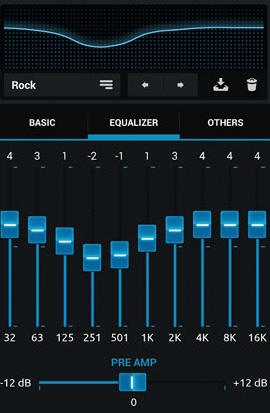 Rock
BASIC EQUALIZER OTHERS
4 3 1 -2 -1 1 3 4 4 4
32 63 125 251 501 1K 2K 4K 8K 16K
PRE AMP
-12 dB +12 dB
0